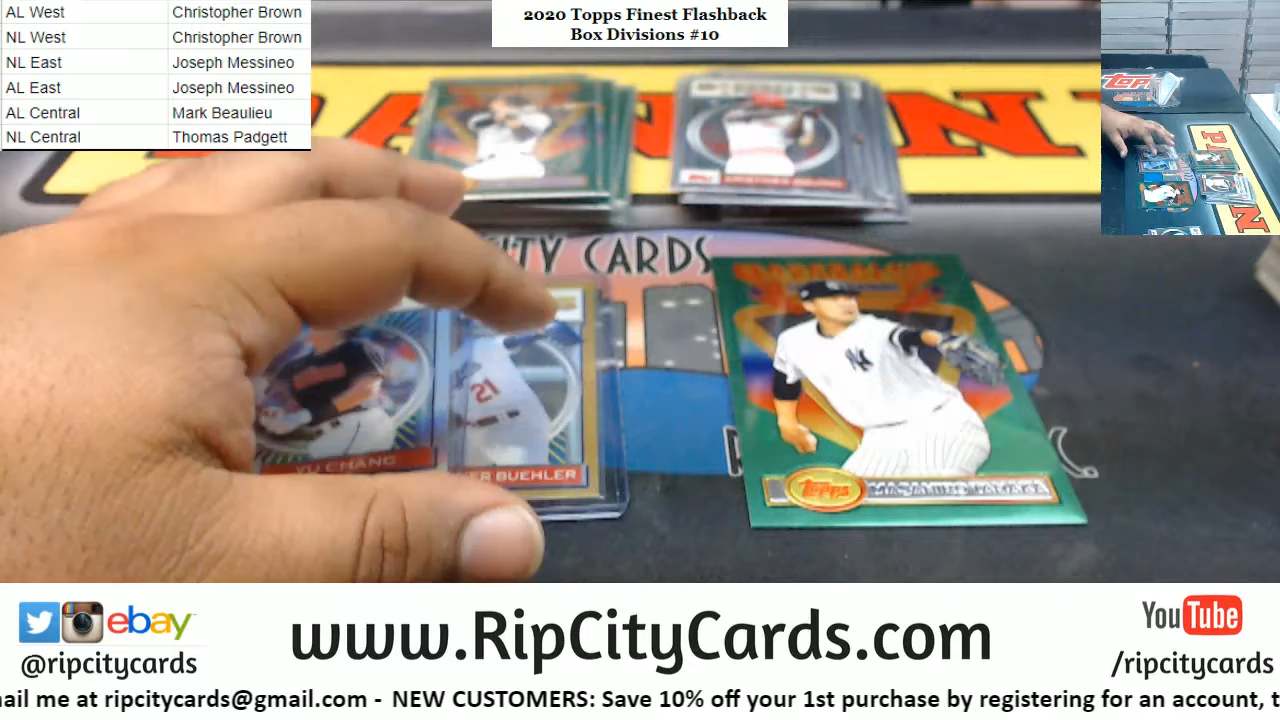 AL West Christopher Brown
NL West Christopher Brown
NL East Joseph Messineo
AL East Joseph Messineo
AL Central Mark Beaulieu
NL Central Thomas Padgett
2020 Topps Finest Flashback
Box Divisions #10
TOPPS
PANINI
CITY CARDS
21
YU CHANG
ER BUEHLER
Topps
MASAHIRO TANAKA
ebay
@ripcitycards
www.RipCityCards.com
YouTube
/ripcitycards
ail me at ripcitycards@gmail.com - NEW CUSTOMERS: Save 10% off your 1st purchase by registering for an account, t